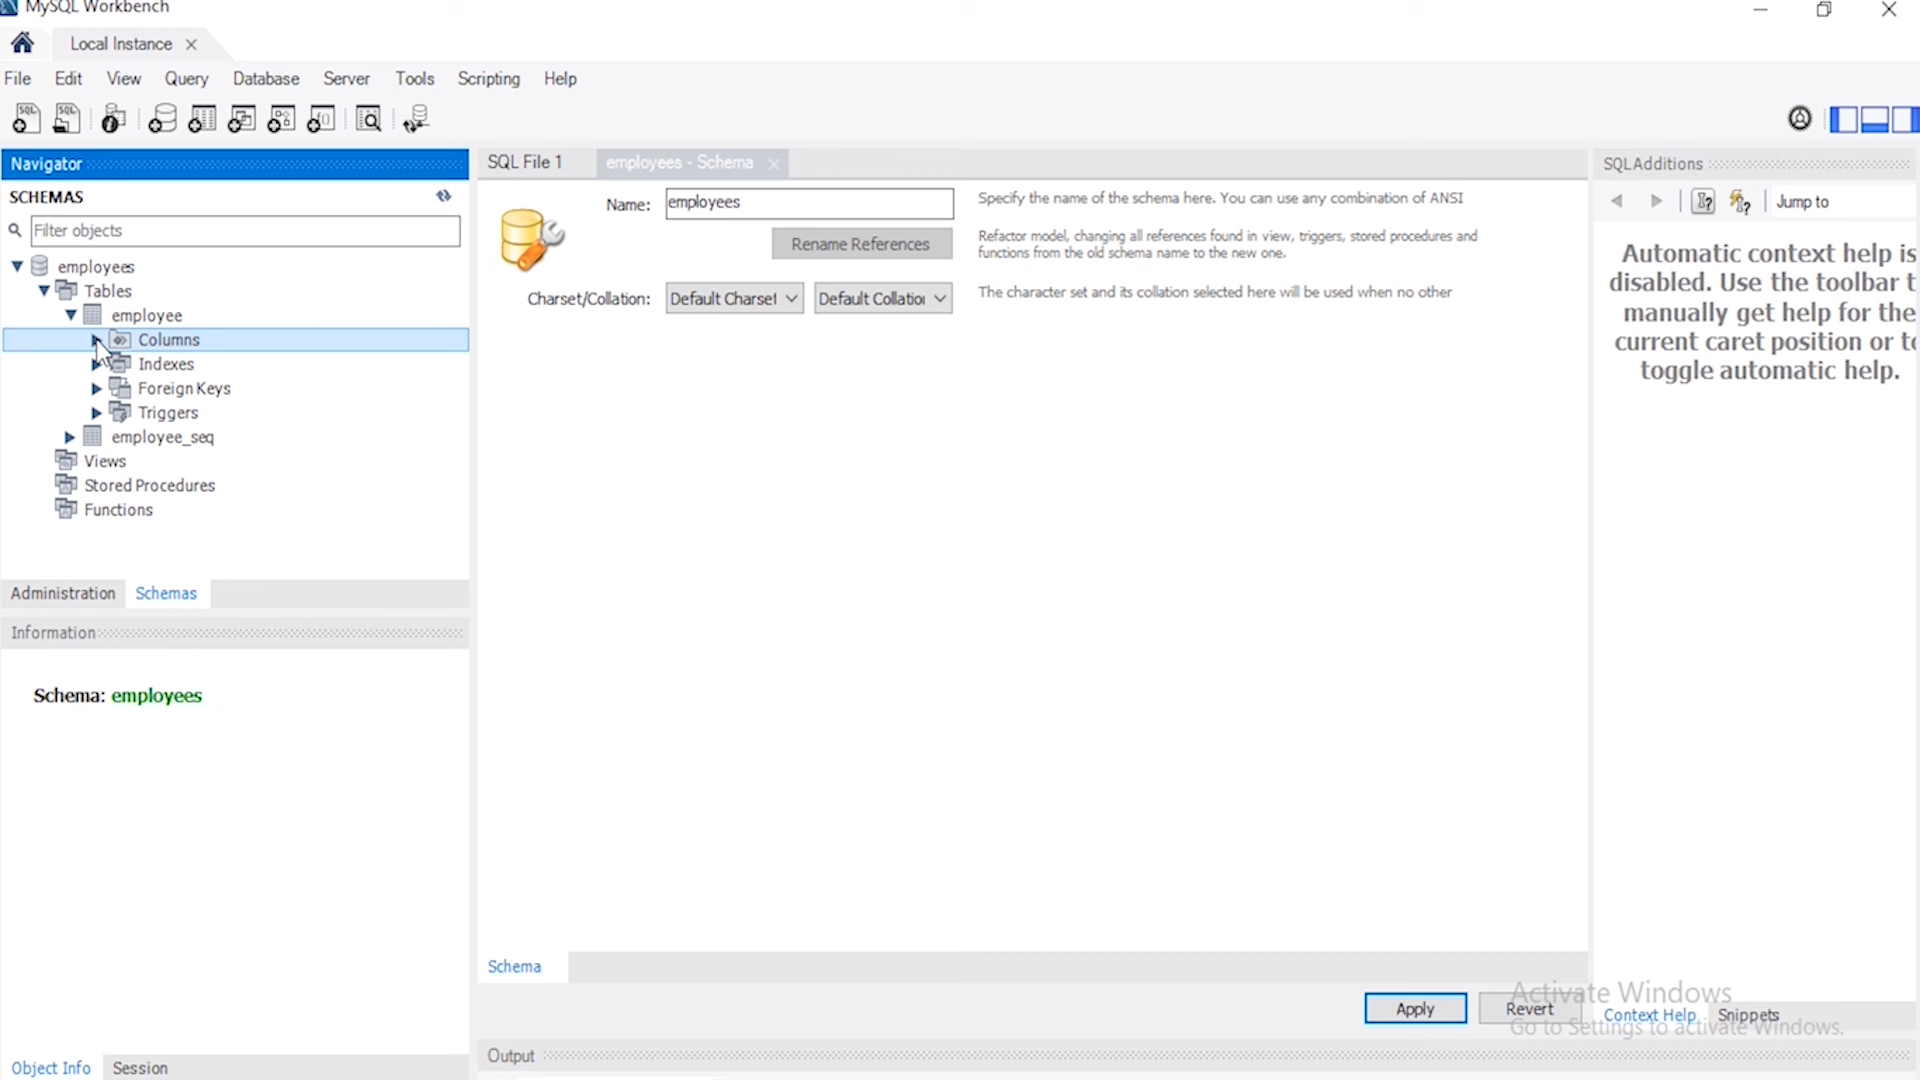 MySQL Workbench
Local Instance
File Edit View Query Database Server Tools Scripting Help
Navigator
SCHEMAS
Filter objects
employees
Tables
employee
Columns
Indexes
Foreign Keys
Triggers
employee_seq
Views
Stored Procedures
Functions
Administration Schemas
Information
Schema: employees
Object Info Session
SQL File 1 employees - Schema
Name: employees
Specify the name of the schema here. You can use any combination of ANSI
Rename References
Refactor model, changing all references found in view, triggers, stored procedures and
functions from the old schema name to the new one.
Charset/Collation: Default Charset Default Collation
The character set and its collation selected here will be used when no other
Schema
Apply Revert
Output
SQLAdditions
Jump to
Automatic context help is
disabled. Use the toolbar t
manually get help for the
current caret position or to
toggle automatic help.
Context Help Snippets
Activate Windows
Go to Settings to activate Windows.